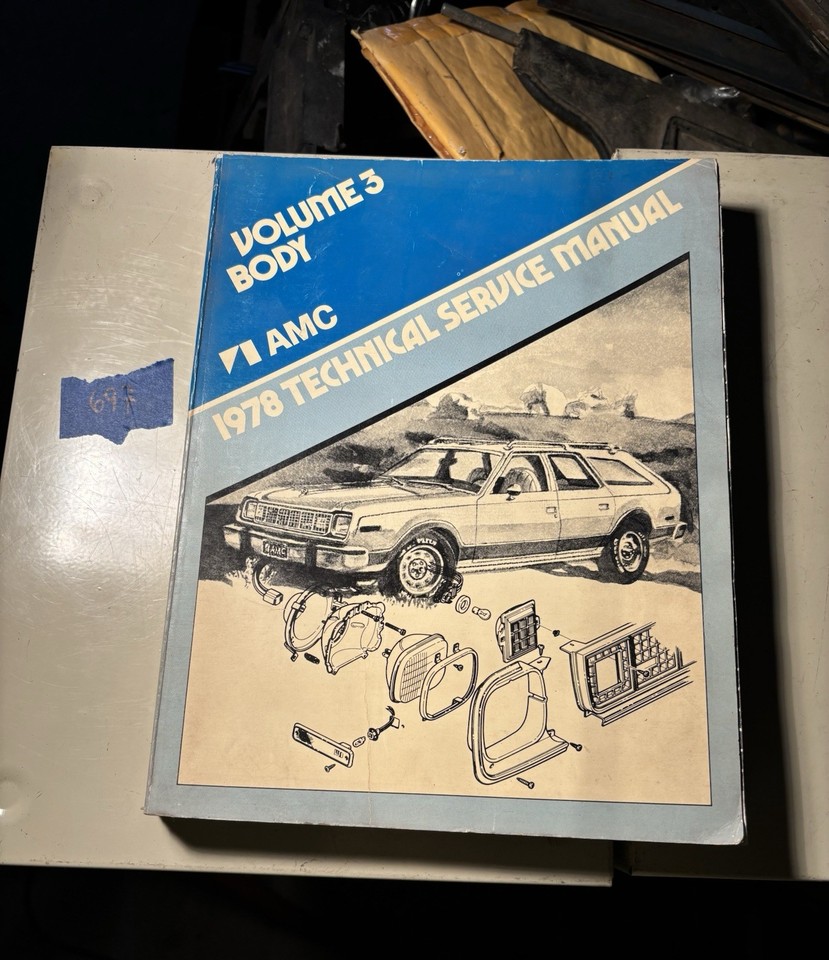 VOLUME 3
BODY
AMC
1978 TECHNICAL SERVICE MANUAL
AMC